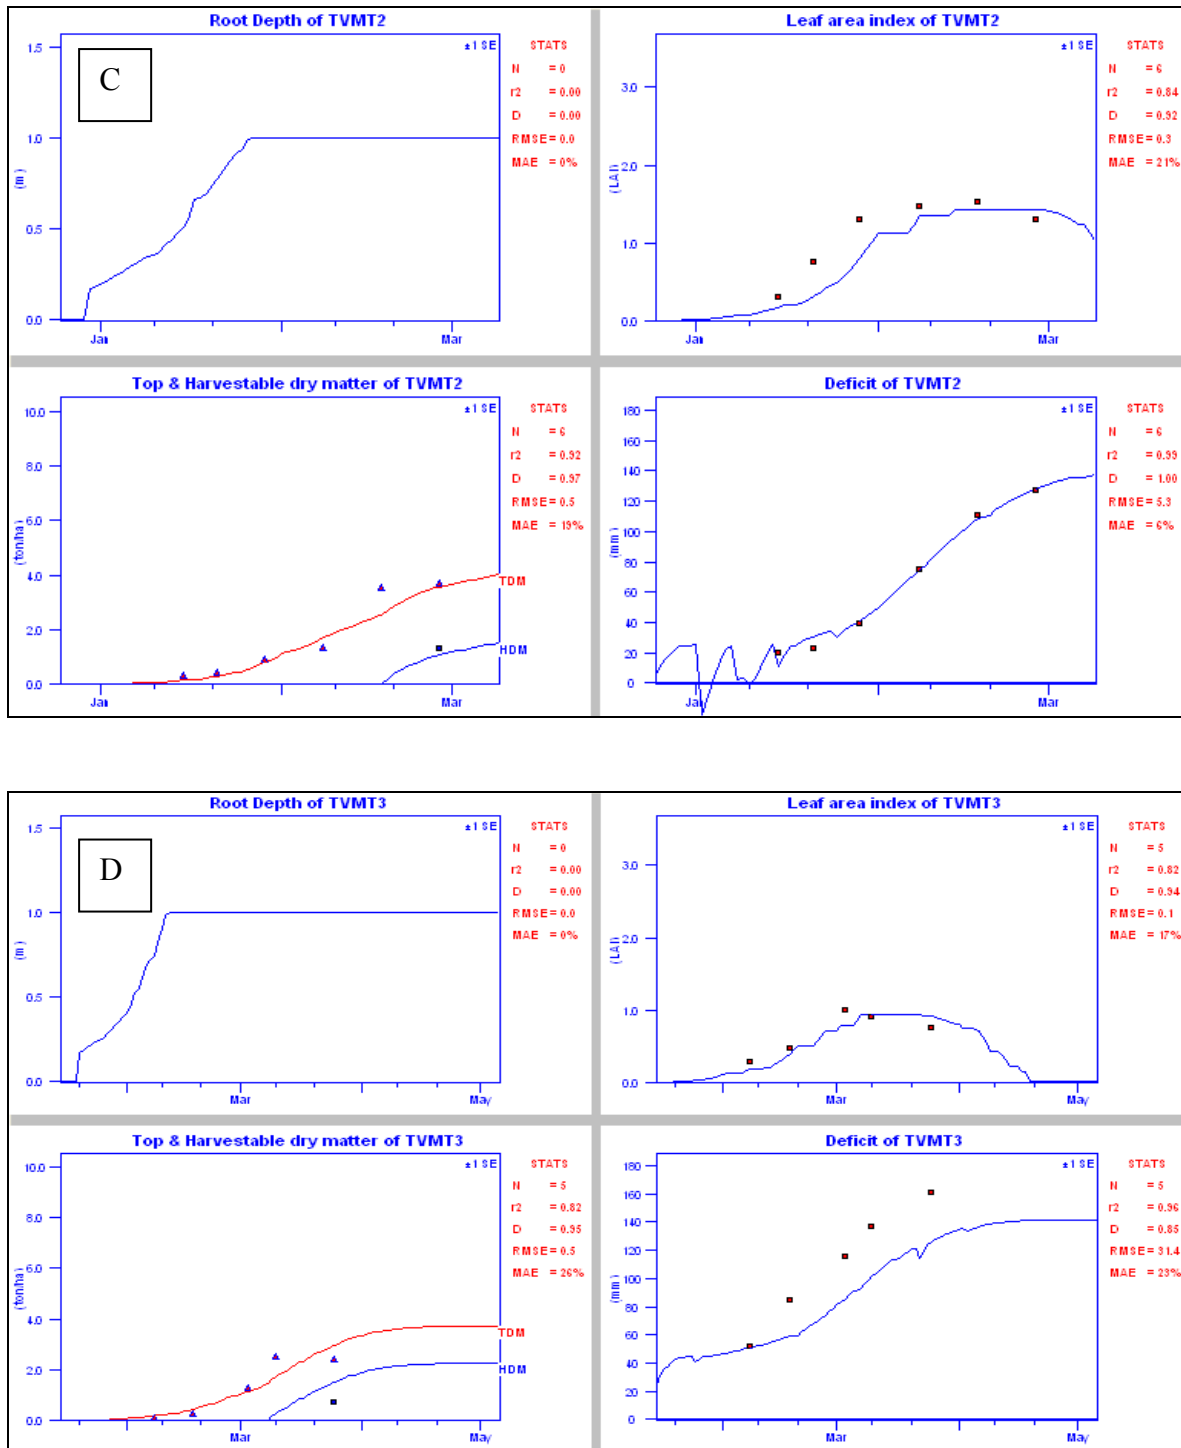 Root Depth of TVMT2
±1 SE
STATS
N = 0
r2 = 0.00
D = 0.00
RMSE = 0.0
MAE = 0%
C
1.5
1.0
0.5
0.0
(m)
Jan
Mar
Leaf area index of TVMT2
±1 SE
STATS
N = 6
r2 = 0.84
D = 0.92
RMSE = 0.3
MAE = 21%
3.0
2.0
1.0
0.0
(LAI)
Jan
Mar
Top & Harvestable dry matter of TVMT2
±1 SE
STATS
N = 6
r2 = 0.92
D = 0.97
RMSE = 0.5
MAE = 19%
10.0
8.0
6.0
4.0
2.0
0.0
(ton/ha)
TDM
HDM
Jan
Mar
Deficit of TVMT2
±1 SE
STATS
N = 6
r2 = 0.99
D = 1.00
RMSE = 5.3
MAE = 6%
180
160
140
120
100
80
60
40
20
0
(mm)
Jan
Mar
Root Depth of TVMT3
±1 SE
STATS
N = 0
r2 = 0.00
D = 0.00
RMSE = 0.0
MAE = 0%
D
1.5
1.0
0.5
0.0
(m)
Mar
May
Leaf area index of TVMT3
±1 SE
STATS
N = 5
r2 = 0.82
D = 0.94
RMSE = 0.1
MAE = 17%
3.0
2.0
1.0
0.0
(LAI)
Mar
May
Top & Harvestable dry matter of TVMT3
±1 SE
STATS
N = 5
r2 = 0.82
D = 0.95
RMSE = 0.5
MAE = 26%
10.0
8.0
6.0
4.0
2.0
0.0
(ton/ha)
TDM
HDM
Mar
May
Deficit of TVMT3
±1 SE
STATS
N = 5
r2 = 0.96
D = 0.85
RMSE = 31.4
MAE = 23%
180
160
140
120
100
80
60
40
20
0
(mm)
Mar
May